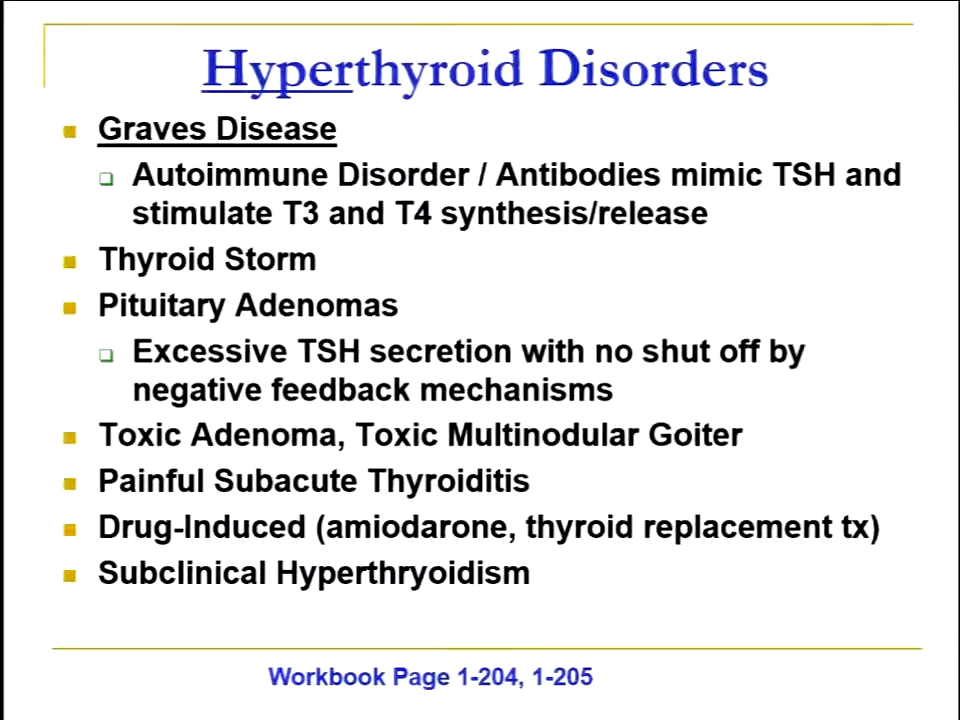 Hyperthyroid Disorders
Graves Disease
Autoimmune Disorder / Antibodies mimic TSH and
stimulate T3 and T4 synthesis/release
Thyroid Storm
Pituitary Adenomas
Excessive TSH secretion with no shut off by
negative feedback mechanisms
Toxic Adenoma, Toxic Multinodular Goiter
Painful Subacute Thyroiditis
Drug-Induced (amiodarone, thyroid replacement tx)
Subclinical Hyperthryoidism
Workbook Page 1-204, 1-205